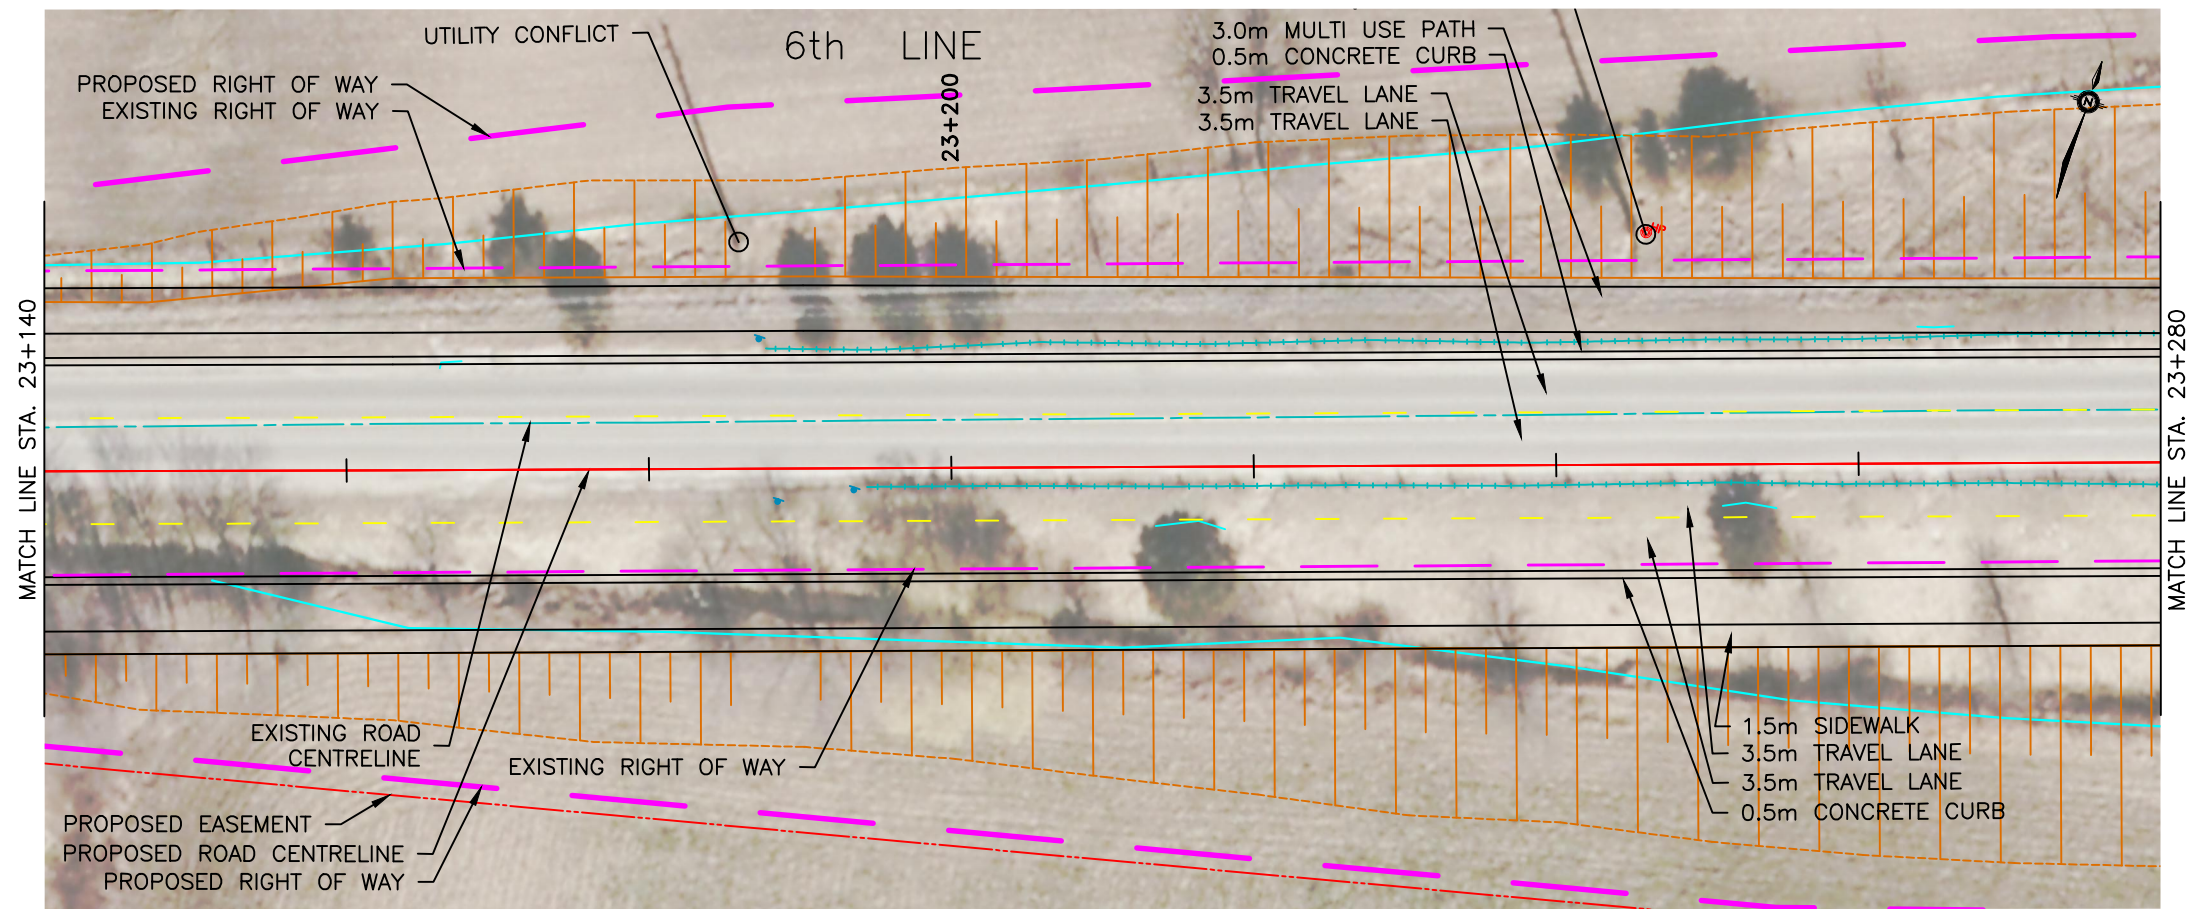 UTILITY CONFLICT
6th LINE
3.0m MULTI USE PATH
0.5m CONCRETE CURB
PROPOSED RIGHT OF WAY
EXISTING RIGHT OF WAY
3.5m TRAVEL LANE
3.5m TRAVEL LANE
23+200
N
HP
MATCH LINE STA. 23+140
MATCH LINE STA. 23+280
EXISTING ROAD
CENTRELINE
EXISTING RIGHT OF WAY
1.5m SIDEWALK
3.5m TRAVEL LANE
3.5m TRAVEL LANE
0.5m CONCRETE CURB
PROPOSED EASEMENT
PROPOSED ROAD CENTRELINE
PROPOSED RIGHT OF WAY